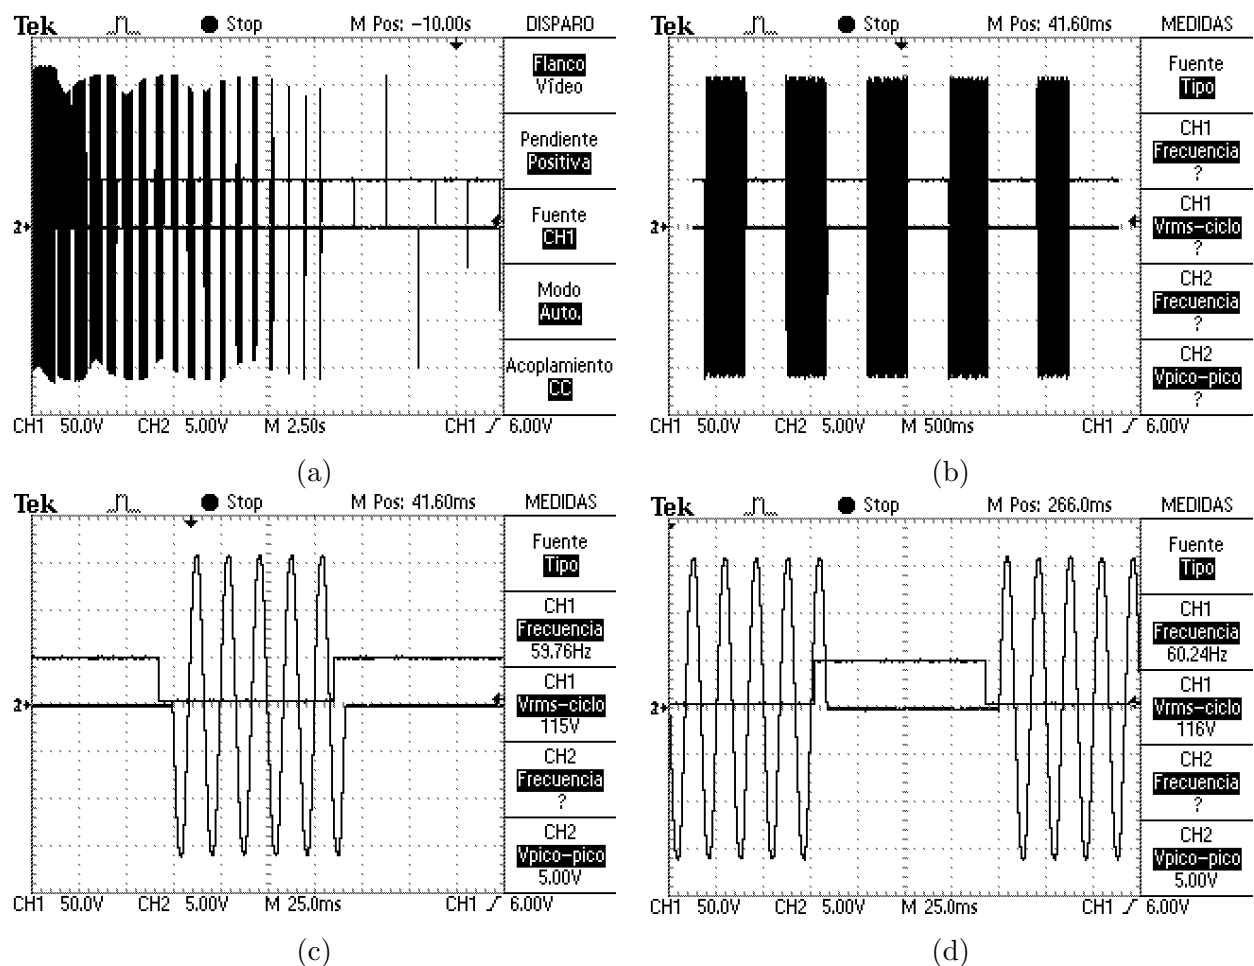 Tek Stop M Pos: -10.00s DISPARO
Flanco
Vídeo
Pendiente
Positiva
2
Fuente
CH1
Modo
Auto.
Acoplamiento
CC
CH1 50.0V CH2 5.00V M 2.50s CH1 6.00V
(a)
Tek Stop M Pos: 41.60ms MEDIDAS
Fuente
Tipo
CH1
Frecuencia
?
2
CH1
Vrms-ciclo
?
CH2
Frecuencia
?
CH2
Vpico-pico
?
CH1 50.0V CH2 5.00V M 500ms CH1 6.00V
(b)
Tek Stop M Pos: 41.60ms MEDIDAS
Fuente
Tipo
CH1
Frecuencia
59.76Hz
2
CH1
Vrms-ciclo
115V
CH2
Frecuencia
?
CH2
Vpico-pico
5.00V
CH1 50.0V CH2 5.00V M 25.0ms CH1 6.00V
(c)
Tek Stop M Pos: 266.0ms MEDIDAS
Fuente
Tipo
CH1
Frecuencia
60.24Hz
2
CH1
Vrms-ciclo
116V
CH2
Frecuencia
?
CH2
Vpico-pico
5.00V
CH1 50.0V CH2 5.00V M 25.0ms CH1 6.00V
(d)